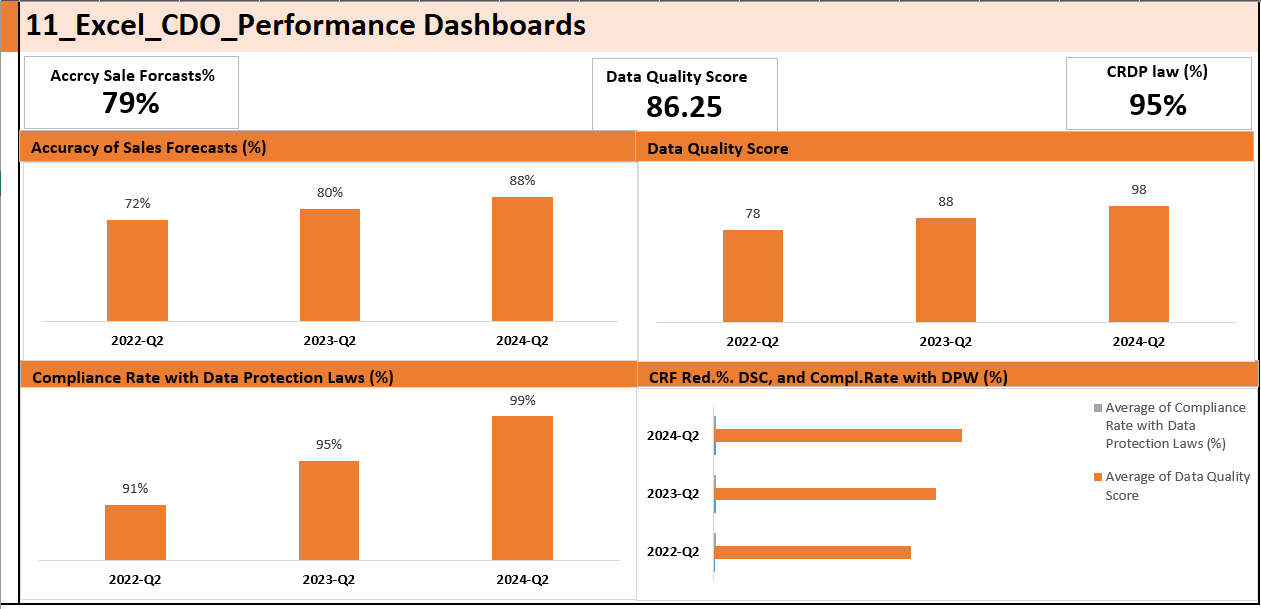 11_Excel_CDO_Performance Dashboards
Accrcy Sale Forcasts%
79%
Data Quality Score
86.25
CRDP law (%)
95%
Accuracy of Sales Forecasts (%)
72%
80%
88%
2022-Q2
2023-Q2
2024-Q2
Data Quality Score
78
88
98
2022-Q2
2023-Q2
2024-Q2
Compliance Rate with Data Protection Laws (%)
91%
95%
99%
2022-Q2
2023-Q2
2024-Q2
CRF Red.%. DSC, and Compl.Rate with DPW (%)
2024-Q2
2023-Q2
2022-Q2
Average of Compliance
Rate with Data
Protection Laws (%)
Average of Data Quality
Score